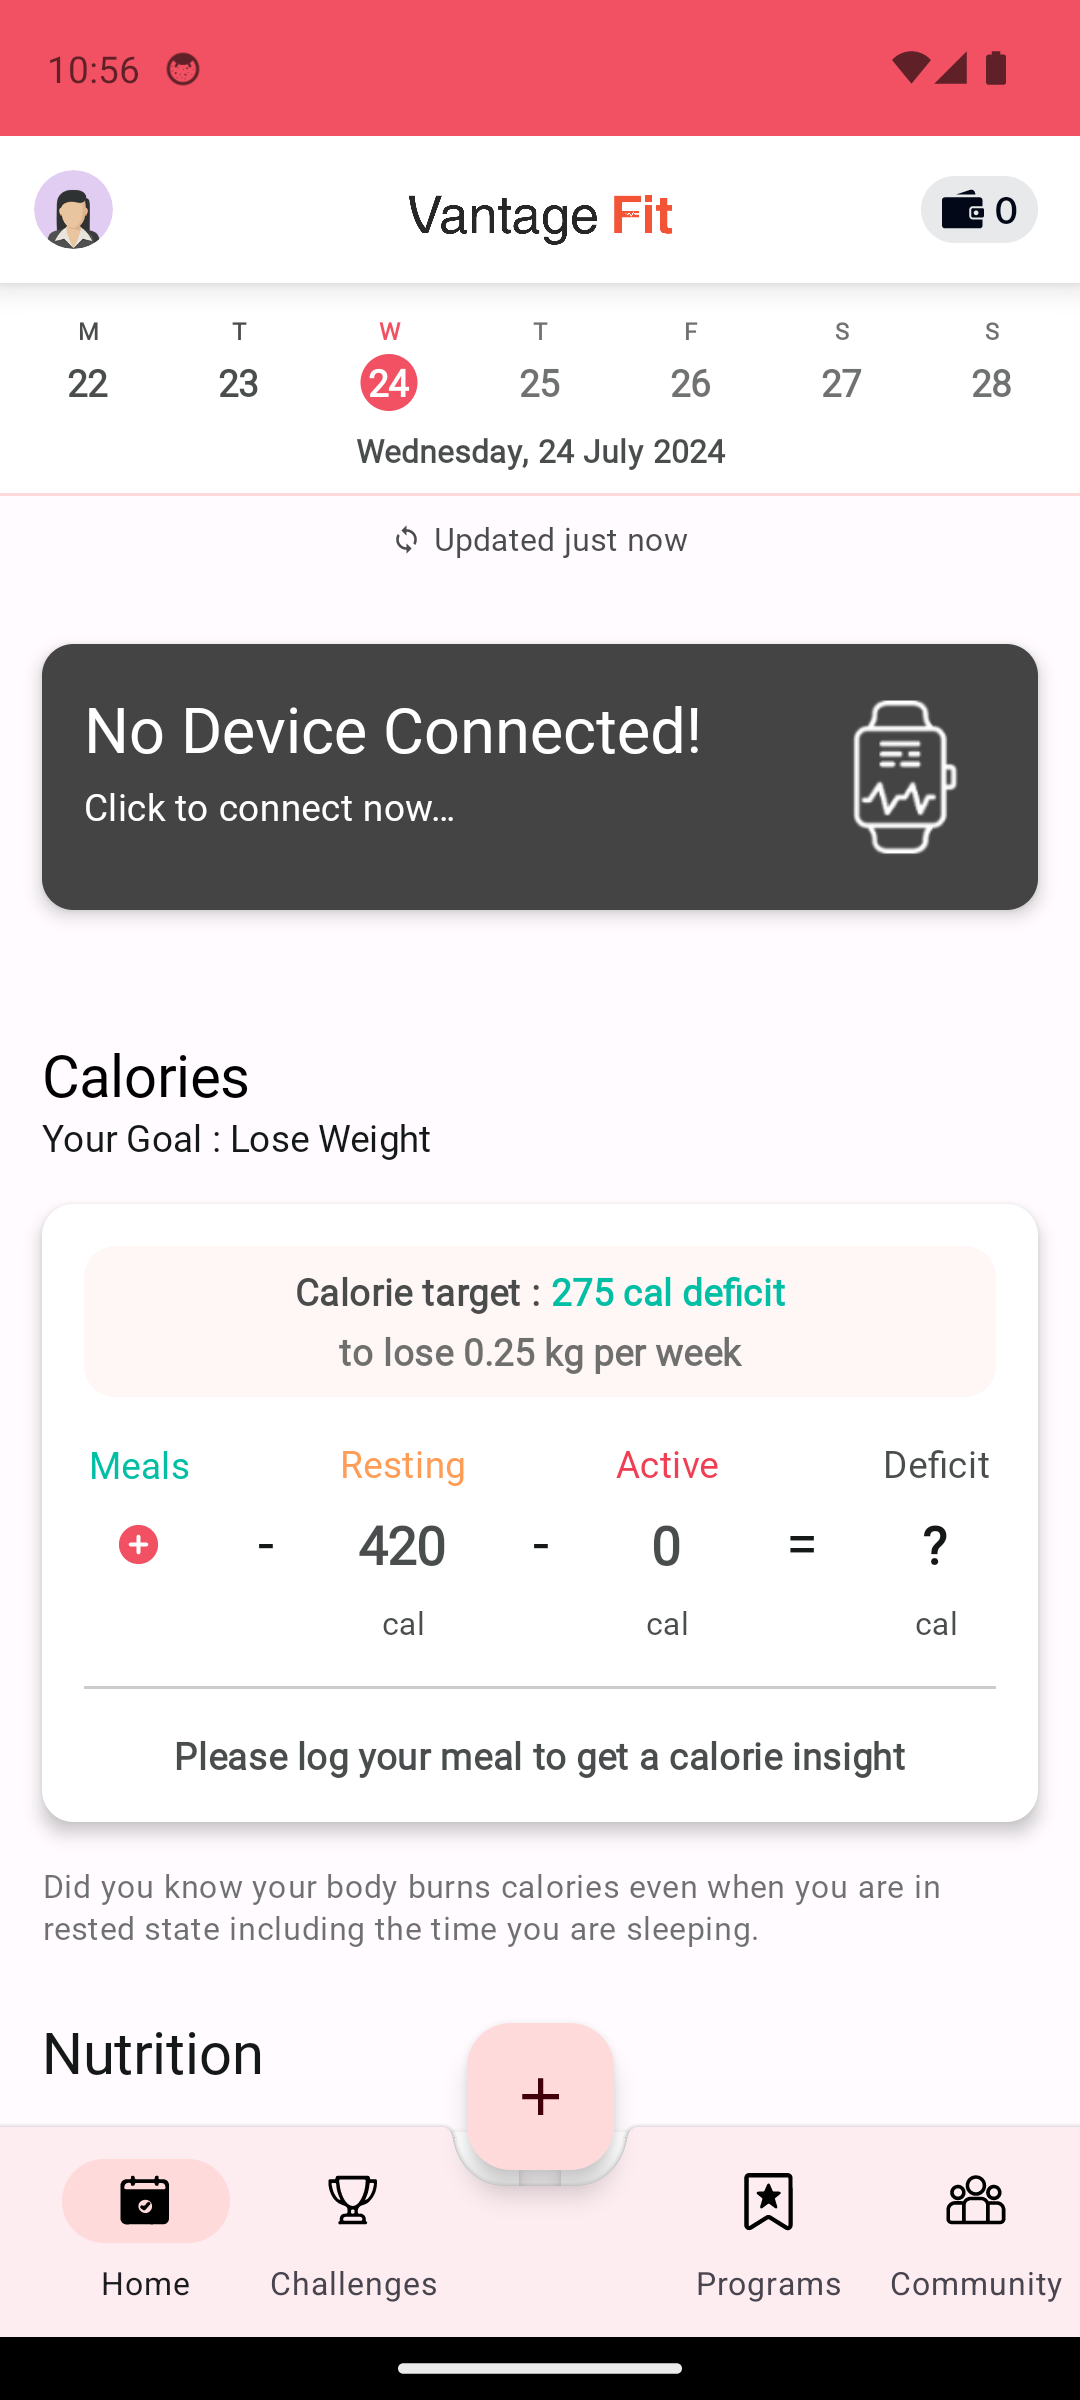 10:56
Vantage Fit
0
M T W T F S S
22 23 24 25 26 27 28
Wednesday, 24 July 2024
Updated just now
No Device Connected!
Click to connect now...
Calories
Your Goal : Lose Weight
Calorie target : 275 cal deficit
to lose 0.25 kg per week
Meals Resting Active Deficit
- 420 - 0 = ?
cal cal cal
Please log your meal to get a calorie insight
Did you know your body burns calories even when you are in
rested state including the time you are sleeping.
Nutrition
+
Home Challenges Programs Community